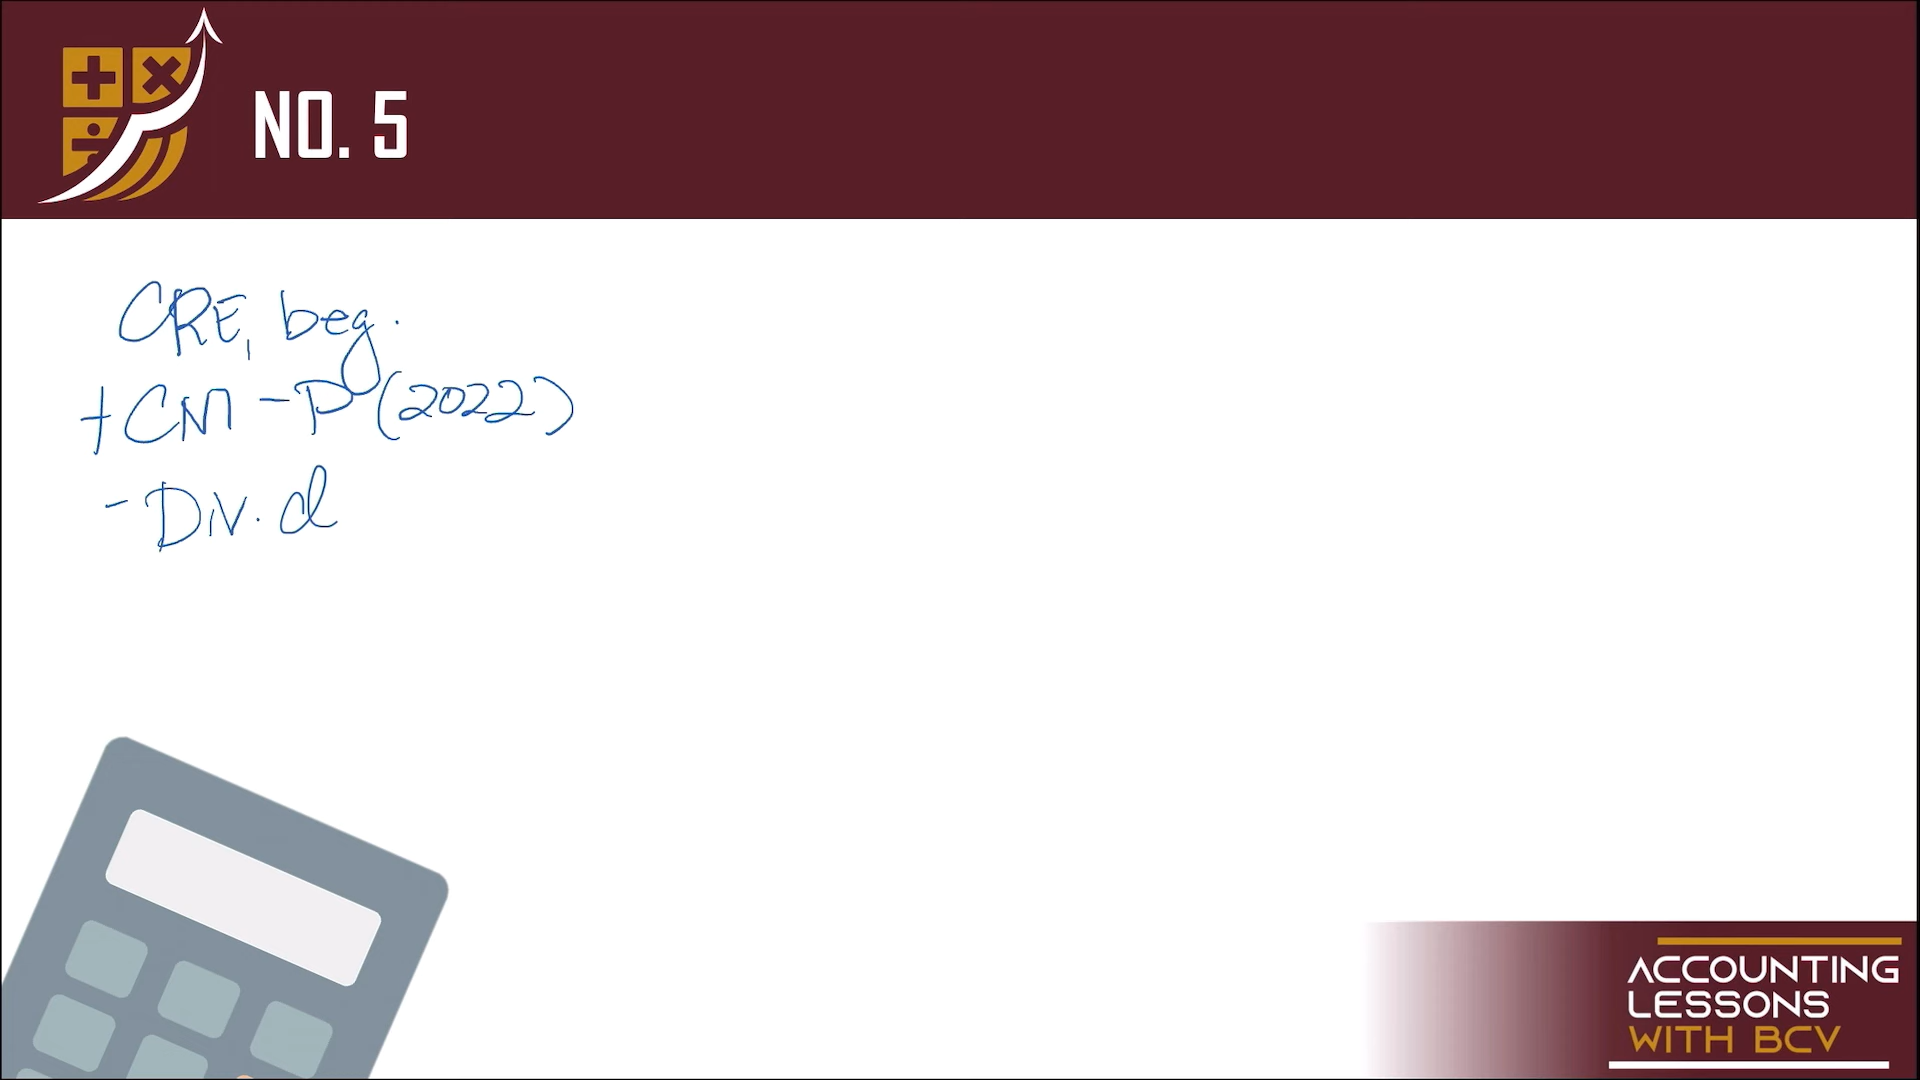 NO. 5
CRE, beg.
+ CNI - P (2022)
- Div. d
ACCOUNTING
LESSONS
WITH BCV